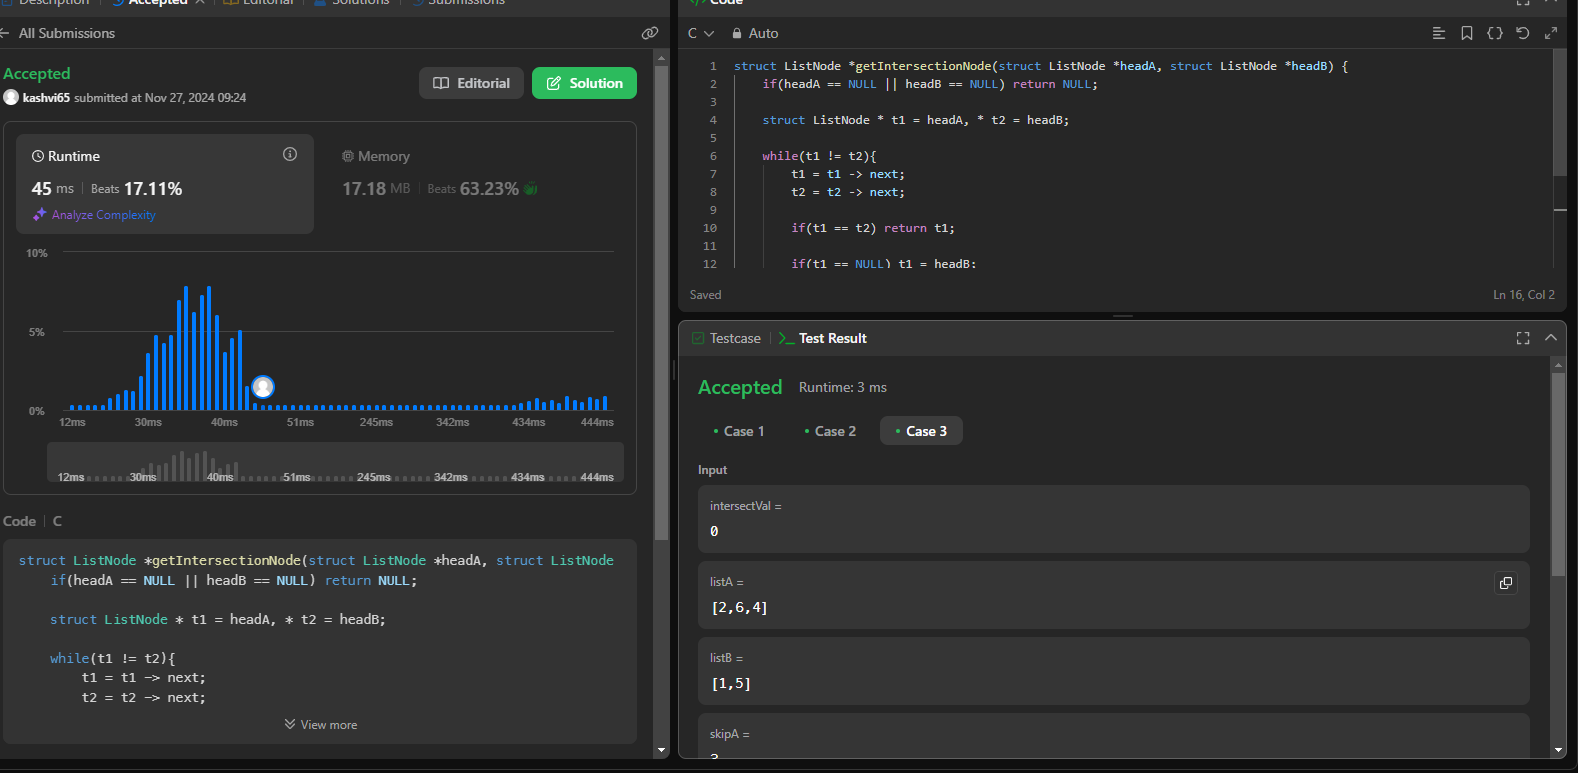 Description Accepted Editorial Solutions Submissions
All Submissions
Accepted
kashvi65 submitted at Nov 27, 2024 09:24
Editorial
Solution
Runtime
45 ms Beats 17.11%
Analyze Complexity
Memory
17.18 MB Beats 63.23%
10%
5%
0%
12ms 30ms 40ms 51ms 245ms 342ms 434ms 444ms
12ms 30ms 40ms 51ms 245ms 342ms 434ms 444ms
Code C
struct ListNode *getIntersectionNode(struct ListNode *headA, struct ListNode
if(headA == NULL || headB == NULL) return NULL;
struct ListNode * t1 = headA, * t2 = headB;
while(t1 != t2){
t1 = t1 -> next;
t2 = t2 -> next;
View more
Code
C Auto
1 struct ListNode *getIntersectionNode(struct ListNode *headA, struct ListNode *headB) {
2 if(headA == NULL || headB == NULL) return NULL;
3
4 struct ListNode * t1 = headA, * t2 = headB;
5
6 while(t1 != t2){
7 t1 = t1 -> next;
8 t2 = t2 -> next;
9
10 if(t1 == t2) return t1;
11
12 if(t1 == NULL) t1 = headB;
Saved
Ln 16, Col 2
Testcase >_ Test Result
Accepted Runtime: 3 ms
Case 1 Case 2 Case 3
Input
intersectVal =
0
listA =
[2,6,4]
listB =
[1,5]
skipA =
3